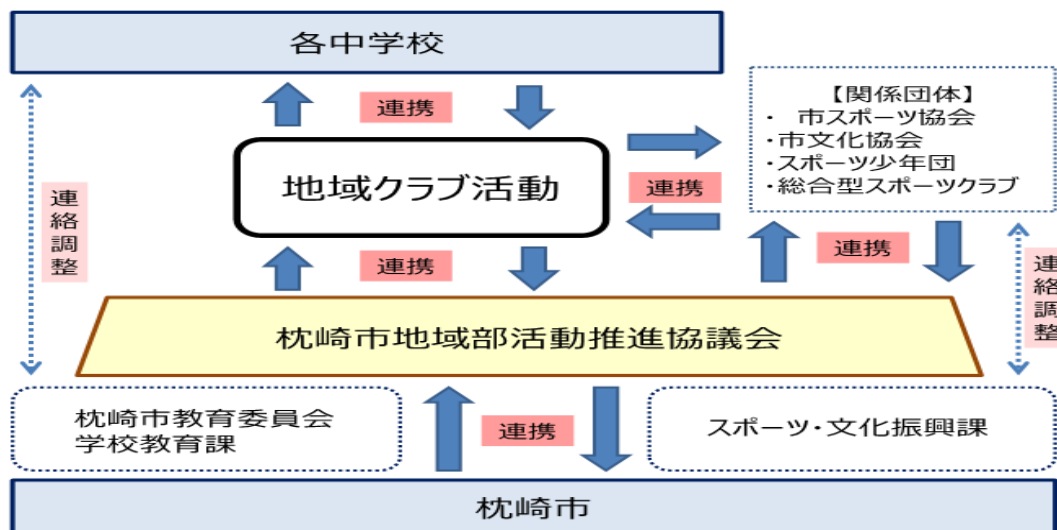 各中学校
連携
【関係団体】
・ 市スポーツ協会
・市文化協会
・スポーツ少年団
・総合型スポーツクラブ
地域クラブ活動
連携
連絡調整
連携
連携
連絡調整
枕崎市地域部活動推進協議会
枕崎市教育委員会
学校教育課
連携
スポーツ・文化振興課
枕崎市